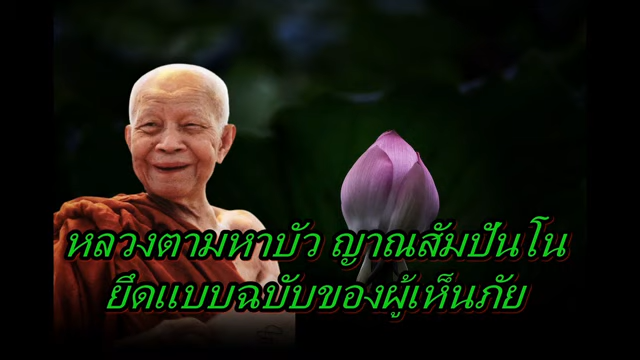 หลวงตามหาบัว ญาณสัมปันโน
ยึดแบบฉบับของผู้เห็นภัย